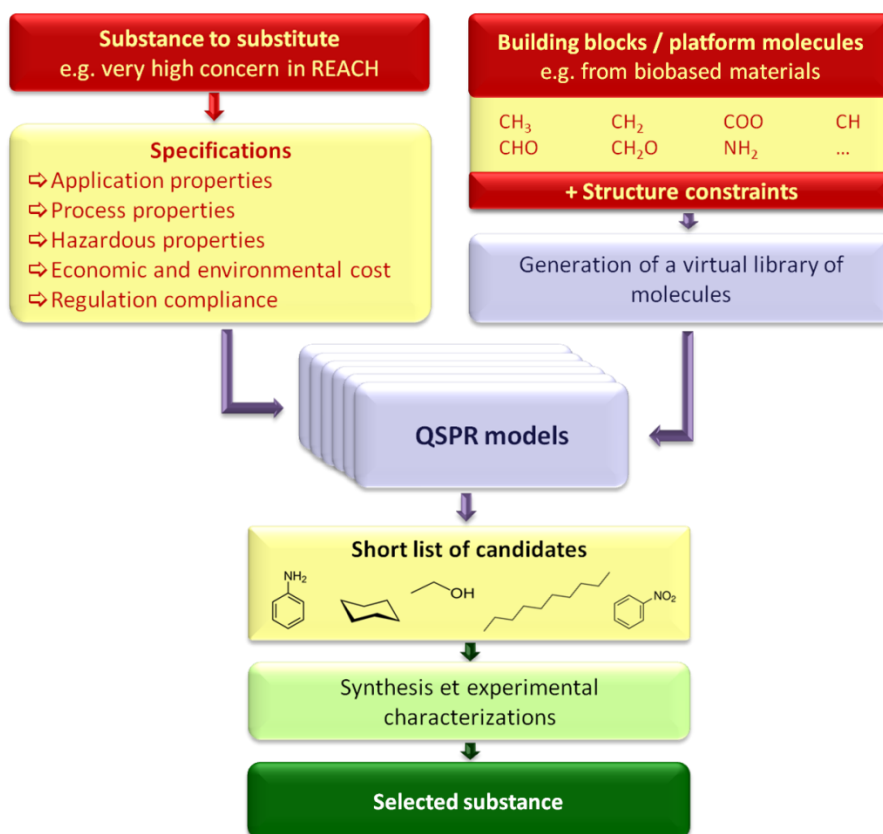 Substance to substitute
e.g. very high concern in REACH
Specifications
⇨Application properties
⇨Process properties
⇨Hazardous properties
⇨Economic and environmental cost
⇨Regulation compliance
Building blocks / platform molecules
e.g. from biobased materials
CH₃ CH₂ COO CH
CHO CH₂O NH₂ ...
+ Structure constraints
Generation of a virtual library of
molecules
QSPR models
Short list of candidates
NH₂
OH
NO₂
Synthesis et experimental
characterizations
Selected substance